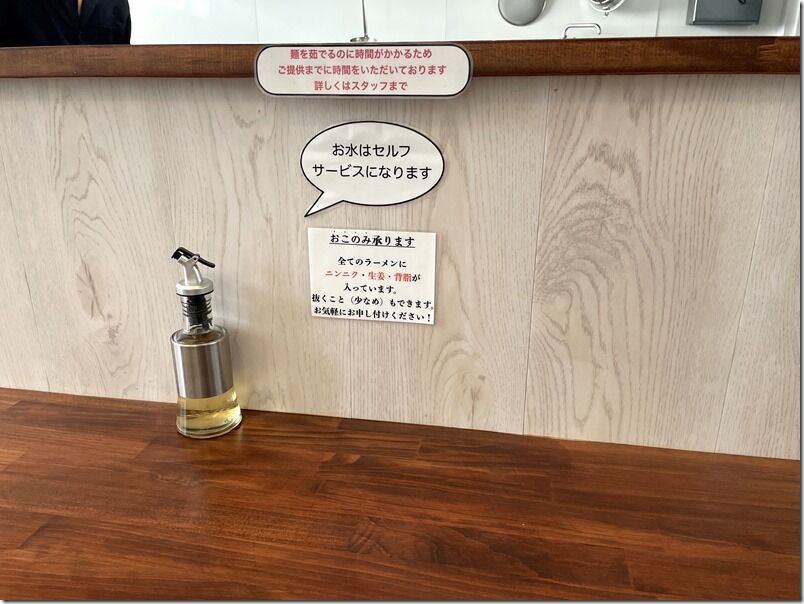 麺を茹でるのに時間がかかるため
ご提供までに時間をいただいております
詳しくはスタッフまで
お水はセルフ
サービスになります
おこのみ承ります
全てのラーメンに
ニンニク・生姜・背脂が
入っています。
抜くこと（少なめ）もできます。
お気軽にお申し付けください！